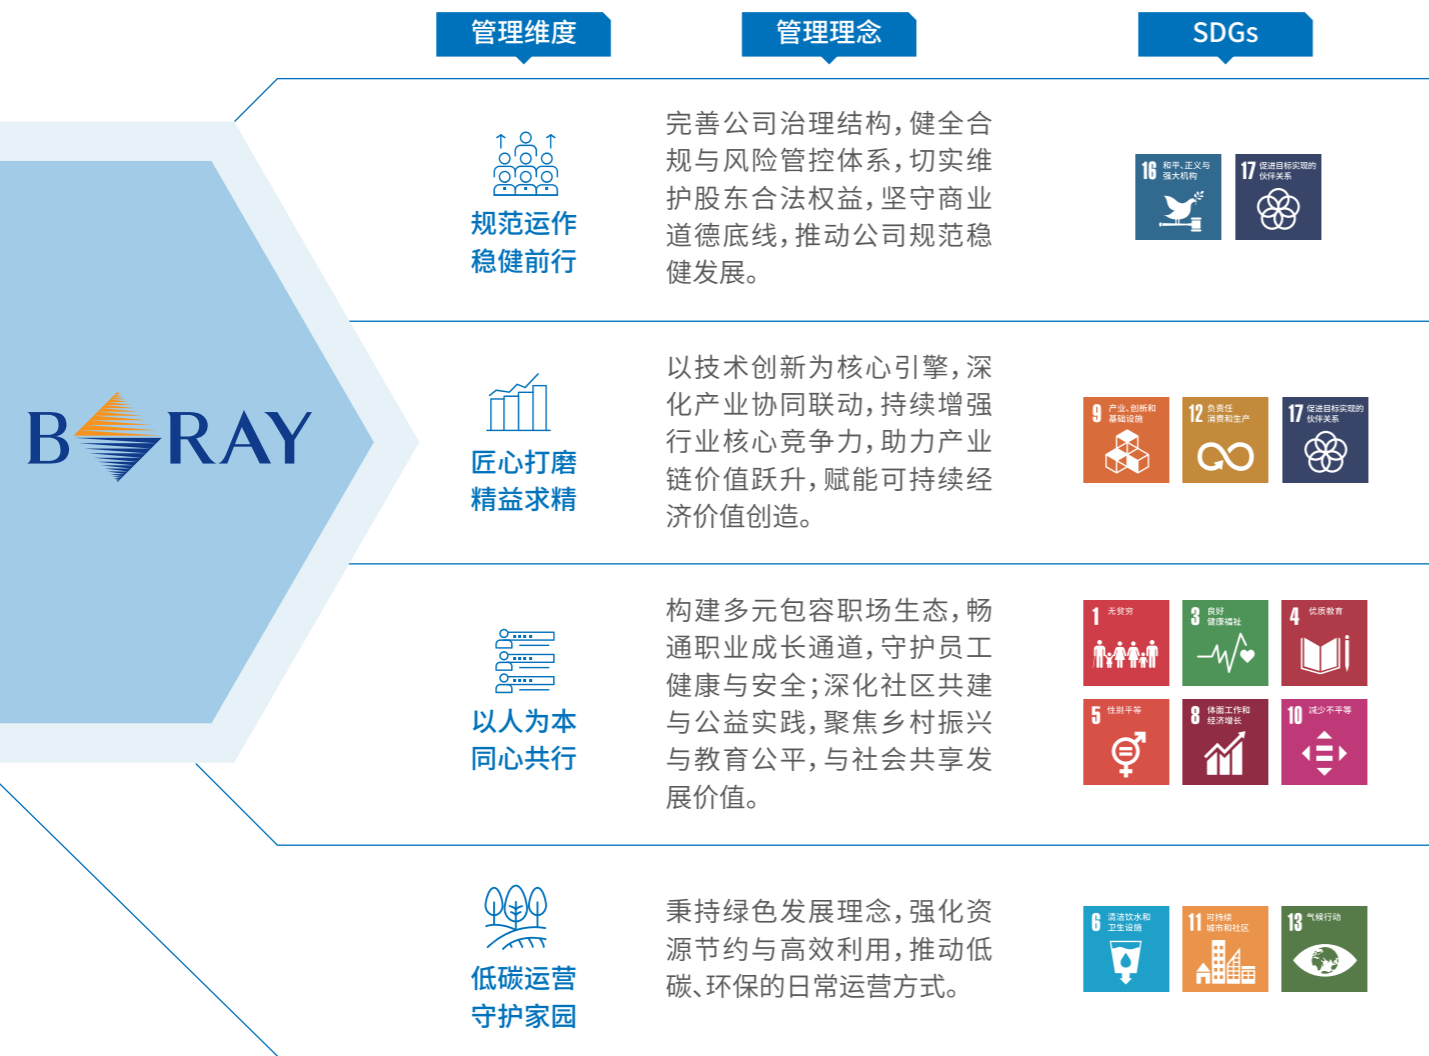 管理维度
管理理念
SDGs
BORAY
规范运作
稳健前行
完善公司治理结构，健全合
规与风险管控体系，切实维
护股东合法权益，坚守商业
道德底线，推动公司规范稳
健发展。
16 和平、正义与
强大机构
17 促进目标实现的
伙伴关系
匠心打磨
精益求精
以技术创新为核心引擎，深
化产业协同联动，持续增强
行业核心竞争力，助力产业
链价值跃升，赋能可持续经
济价值创造。
9 产业、创新和
基础设施
12 负责任
消费和生产
17 促进目标实现的
伙伴关系
以人为本
同心共行
构建多元包容职场生态，畅
通职业成长通道，守护员工
健康与安全；深化社区共建
与公益实践，聚焦乡村振兴
与教育公平，与社会共享发
展价值。
1 无贫穷
3 良好
健康福祉
4 优质教育
5 性别平等
8 体面工作和
经济增长
10 减少不平等
低碳运营
守护家园
秉持绿色发展理念，强化资
源节约与高效利用，推动低
碳、环保的日常运营方式。
6 清洁饮水和
卫生设施
11 可持续
城市和社区
13 气候行动